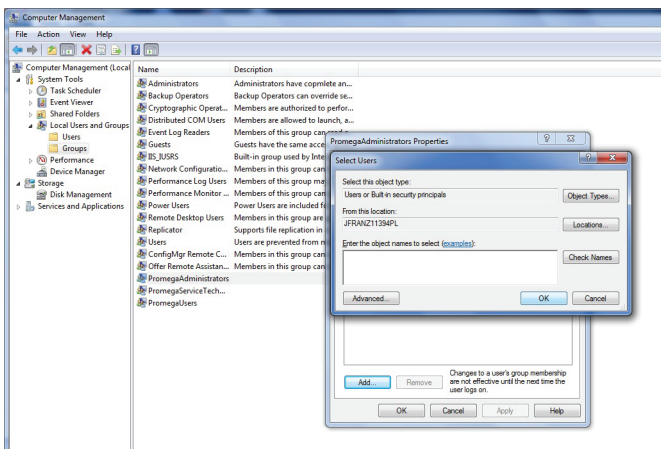 Computer Management
File Action View Help
Computer Management (Local
System Tools
Task Scheduler
Event Viewer
Shared Folders
Local Users and Groups
Users
Groups
Performance
Device Manager
Storage
Disk Management
Services and Applications
Name Description
Administrators Administrators have copmlete an...
Backup Operators Backup Operators can override se...
Cryptographic Operat... Members are authorized to perfor...
Distributed COM Users Members are allowed to launch, a...
Event Log Readers Members of this group can read e
Guests Guests have the same acce
IIS_IUSRS Built-in group used by Inte
Network Configuratio... Members in this group can
Performance Log Users Members of this group may
Performance Monitor ... Members of this group can
Power Users Power Users are included fo
Remote Desktop Users Members in this group are
Replicator Supports file replication in
Users Users are prevented from m
ConfigMgr Remote C... Members in this group can
Offer Remote Assistan... Members in this group can
PromegaAdministrators
PromegaServiceTech...
PromegaUsers
PromegaAdministrators Properties
Select Users
Select this object type:
Users or Built-in security principals
Object Types...
From this location:
JFRANZ11394PL
Locations...
Enter the object names to select (examples):
Check Names
Advanced...
OK
Cancel
Add...
Remove
Changes to a user's group membership
are not effective until the next time the
user logs on.
OK
Cancel
Apply
Help